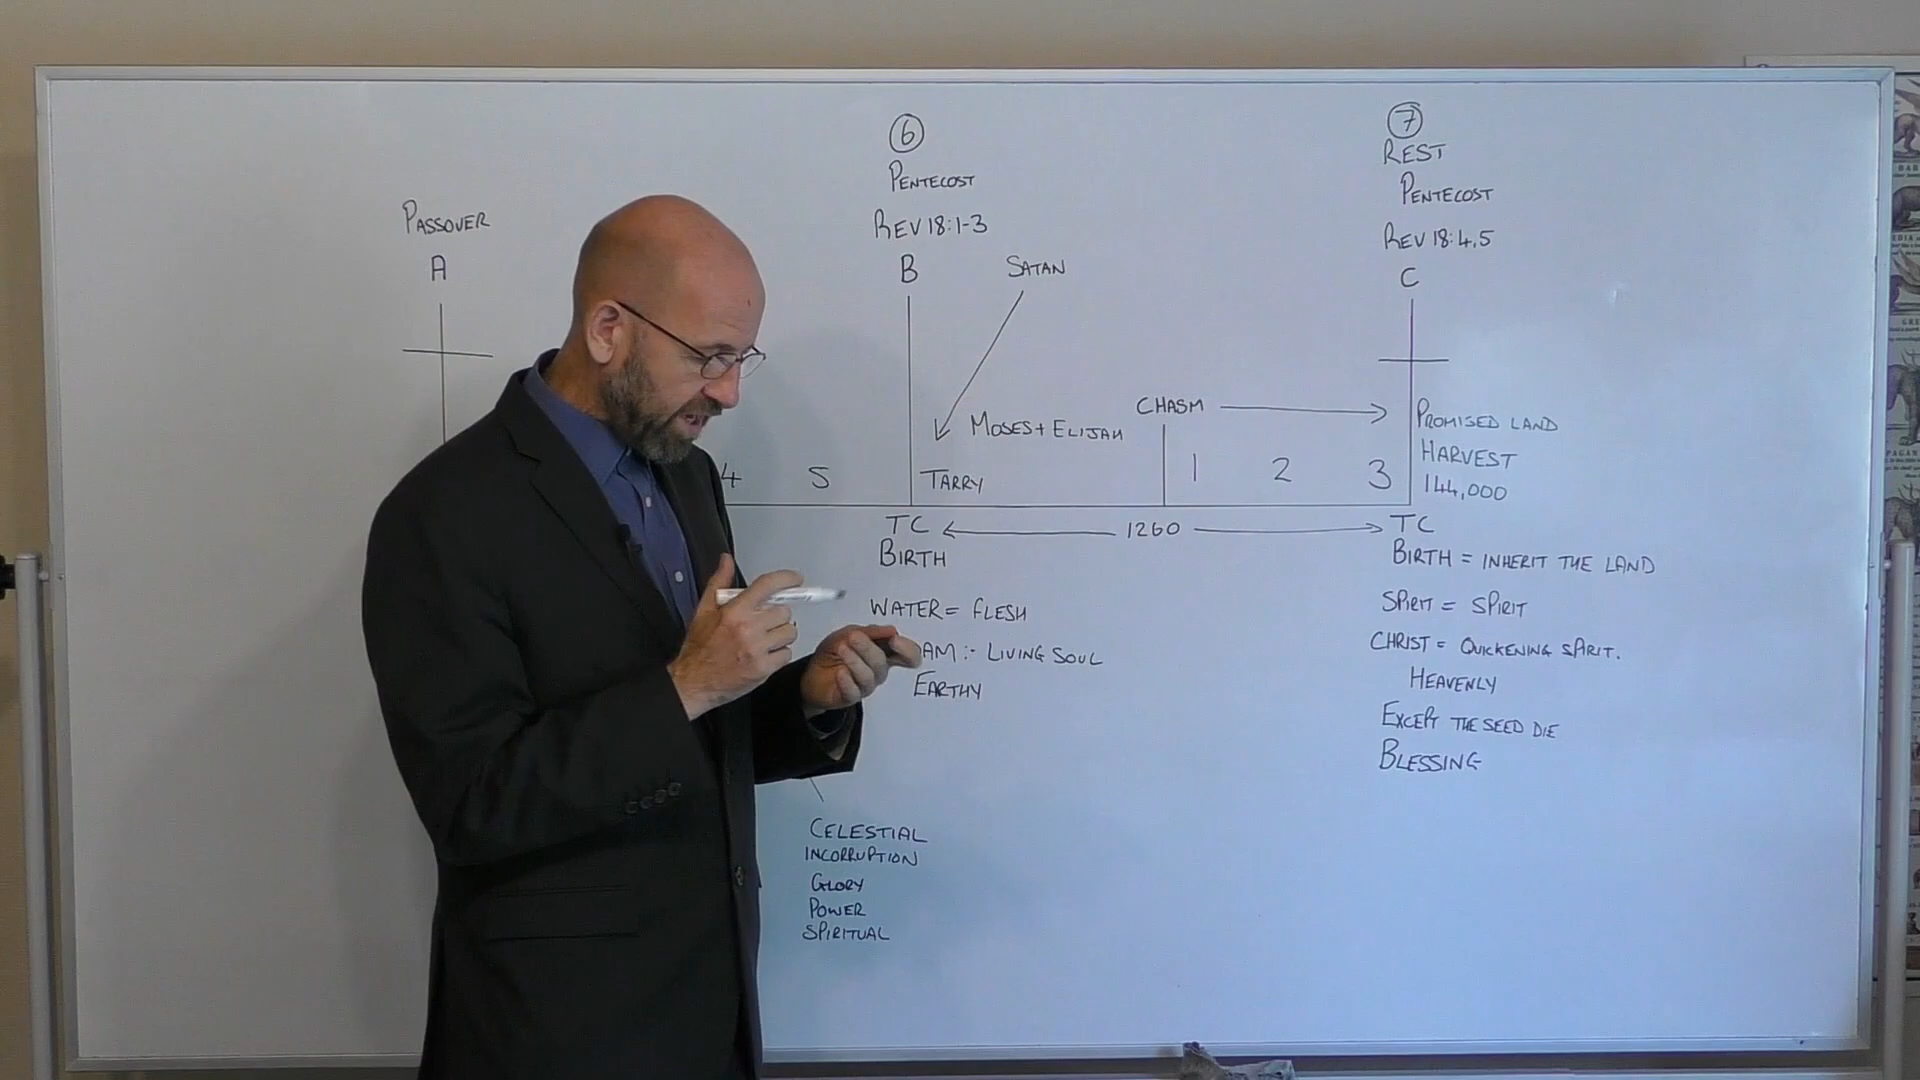 PASSOVER
A
6
PENTECOST
REV 18:1-3
B
SATAN
7
REST
PENTECOST
REV 18:4,5
C
MOSES + ELIJAH
CHASM
4 5
TARRY
1 2 3
PROMISED LAND
HARVEST
144,000
TC
1260
TC
BIRTH
BIRTH = INHERIT THE LAND
WATER = FLESH
SPIRIT = SPIRIT
AM :- LIVING SOUL
CHRIST = QUICKENING SPIRIT.
EARTHY
HEAVENLY
EXCEPT THE SEED DIE
BLESSING
CELESTIAL
INCORRUPTION
GLORY
POWER
SPIRITUAL